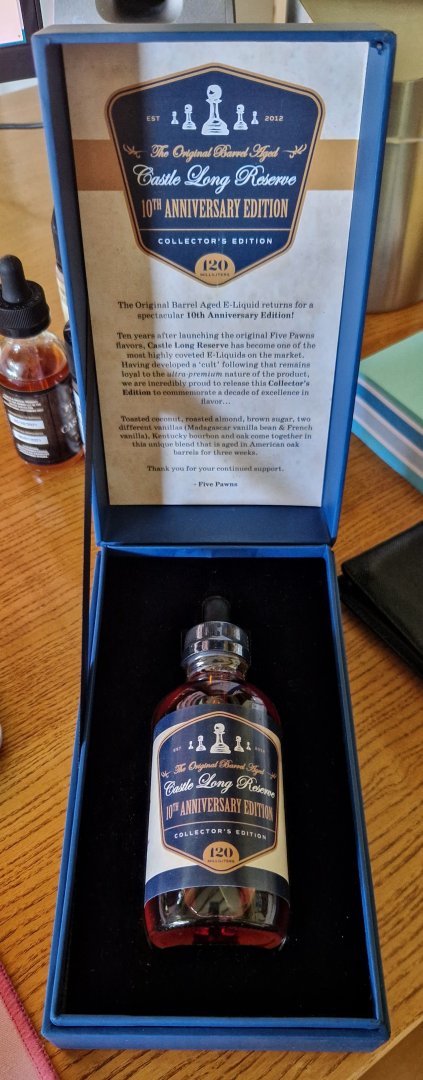 EST 2012
The Original Barrel Aged
Castle Long Reserve
10TH ANNIVERSARY EDITION
COLLECTOR'S EDITION
120
MILLILITERS
The Original Barrel Aged E-Liquid returns for a
spectacular 10th Anniversary Edition!
Ten years after launching the original Five Pawns
flavors, Castle Long Reserve has become one of the
most highly coveted E-Liquids on the market.
Having developed a 'cult' following that remains
loyal to the ultra-premium nature of the product,
we are incredibly proud to release this Collector's
Edition to commemorate a decade of excellence in
flavor...
Toasted coconut, roasted almond, brown sugar, two
different vanillas (Madagascar vanilla bean & French
vanilla), Kentucky bourbon and oak come together in
this unique blend that is aged in American oak
barrels for three weeks.
Thank you for your continued support.
- Five Pawns
EST 2012
The Original Barrel Aged
Castle Long Reserve
10TH ANNIVERSARY EDITION
COLLECTOR'S EDITION
120
MILLILITERS